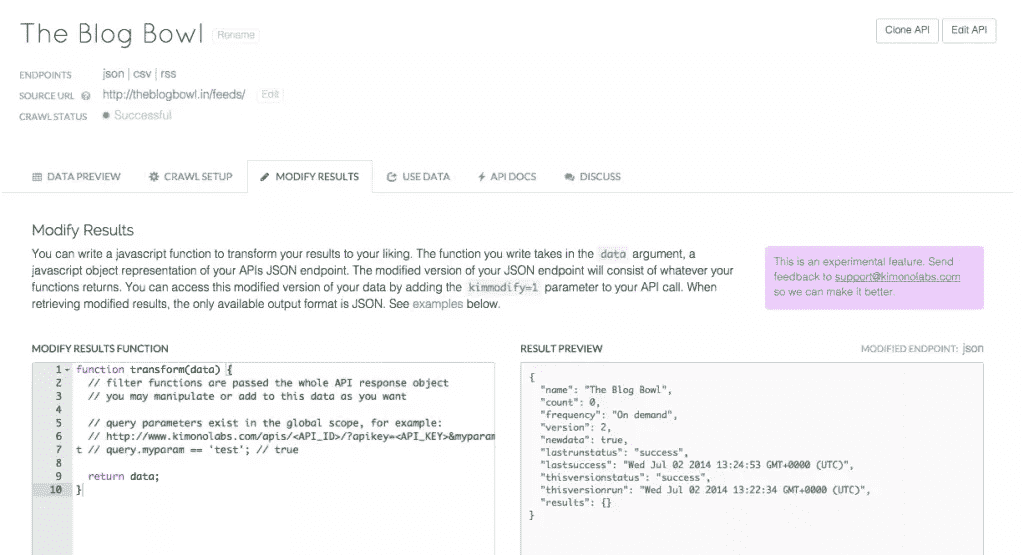 The Blog Bowl Rename
Clone API Edit API
ENDPOINTS json | csv | rss
SOURCE URL http://theblogbowl.in/feeds/ Edit
CRAWL STATUS Successful
DATA PREVIEW CRAWL SETUP MODIFY RESULTS USE DATA API DOCS DISCUSS
Modify Results
You can write a javascript function to transform your results to your liking. The function you write takes in the data argument, a
javascript object representation of your APIs JSON endpoint. The modified version of your JSON endpoint will consist of whatever your
functions returns. You can access this modified version of your data by adding the kimmodify=1 parameter to your API call. When
retrieving modified results, the only available output format is JSON. See examples below.
This is an experimental feature. Send
feedback to support@kimonolabs.com
so we can make it better.
MODIFY RESULTS FUNCTION
1 function transform(data) {
2 // filter functions are passed the whole API response object
3 // you may manipulate or add to this data as you want
4
5 // query parameters exist in the global scope, for example:
6 // http://www.kimonolabs.com/apis/<API_ID>/?apikey=<API_KEY>&myparam
7 t // query.myparam == 'test'; // true
8
9 return data;
10 }
RESULT PREVIEW MODIFIED ENDPOINT: json
{
"name": "The Blog Bowl",
"count": 0,
"frequency": "On demand",
"version": 2,
"newdata": true,
"lastrunstatus": "success",
"lastsuccess": "Wed Jul 02 2014 13:24:53 GMT+0000 (UTC)",
"thisversionstatus": "success",
"thisversionrun": "Wed Jul 02 2014 13:22:34 GMT+0000 (UTC)",
"results": {}
}